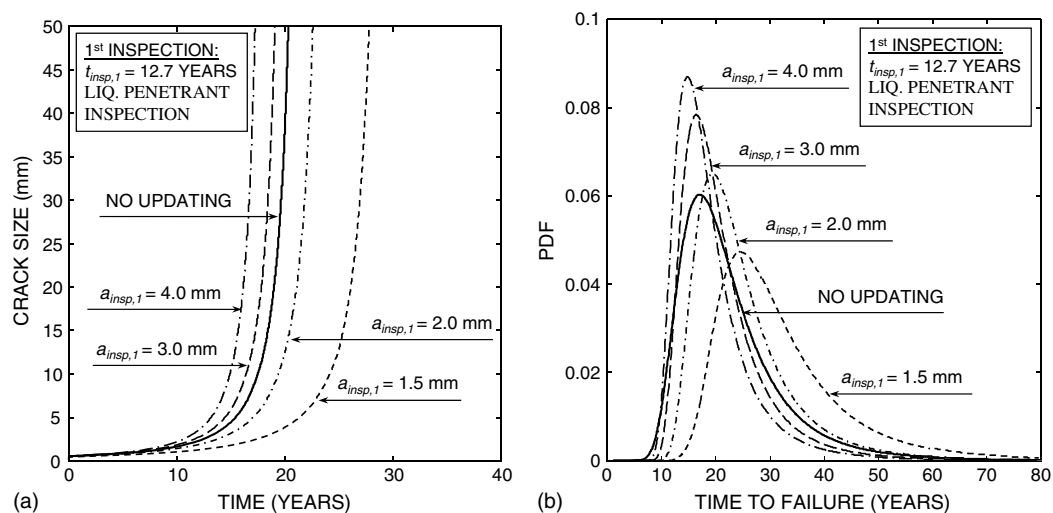 50
45
40
35
30
25
20
15
10
5
0
CRACK SIZE (mm)
1st INSPECTION:
tinsp,1 = 12.7 YEARS
LIQ. PENETRANT
INSPECTION
NO UPDATING
ainsp,1 = 4.0 mm
ainsp,1 = 3.0 mm
ainsp,1 = 2.0 mm
ainsp,1 = 1.5 mm
0 10 20 30 40
(a) TIME (YEARS)
0.1
0.08
0.06
0.04
0.02
0
PDF
1st INSPECTION:
tinsp,1 = 12.7 YEARS
LIQ. PENETRANT
INSPECTION
ainsp,1 = 4.0 mm
ainsp,1 = 3.0 mm
ainsp,1 = 2.0 mm
NO UPDATING
ainsp,1 = 1.5 mm
0 10 20 30 40 50 60 70 80
(b) TIME TO FAILURE (YEARS)